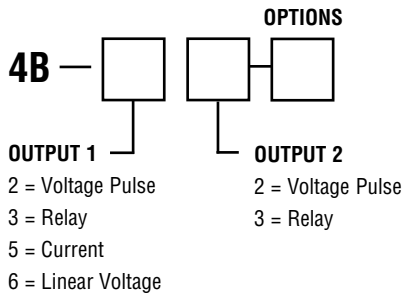 OPTIONS
4B —
OUTPUT 1
2 = Voltage Pulse
3 = Relay
5 = Current
6 = Linear Voltage
OUTPUT 2
2 = Voltage Pulse
3 = Relay